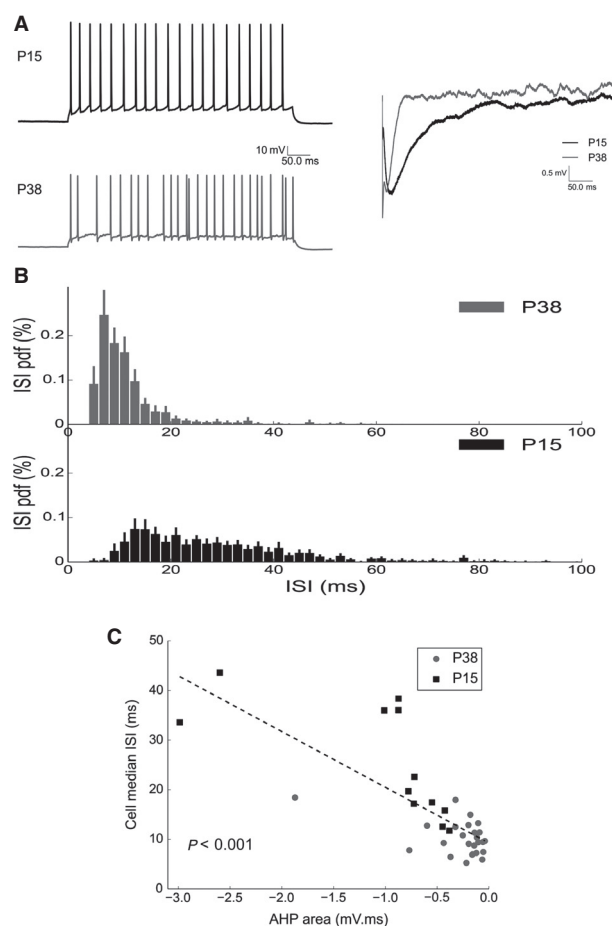 A
P15
10 mV
50.0 ms
P38
P15
P38
0.5 mV
50.0 ms
B
P38
ISI pdf (%)
0.2
0.1
0
0 20 40 60 80 100
P15
ISI pdf (%)
0.2
0.1
0
0 20 40 60 80 100
ISI (ms)
C
P38
P15
Cell median ISI (ms)
50
40
30
20
10
0
P < 0.001
−3.0 −2.5 −2.0 −1.5 −1.0 −0.5 0.0
AHP area (mV.ms)